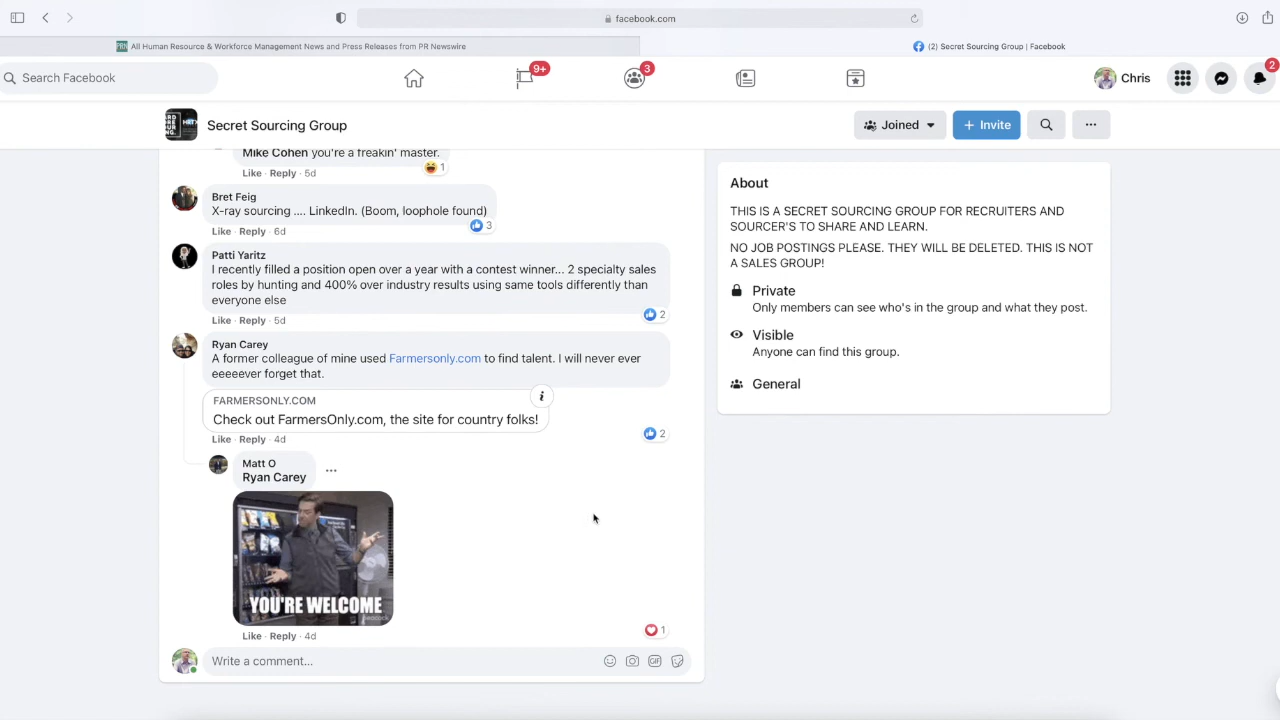 facebook.com
PRN All Human Resource & Workforce Management News and Press Releases from PR Newswire
(2) Secret Sourcing Group | Facebook
Search Facebook
9+
3
Chris
2
Secret Sourcing Group
Joined
+ Invite
Mike Cohen you're a freakin' master.
1
Like · Reply · 5d
Bret Feig
X-ray sourcing .... LinkedIn. (Boom, loophole found)
3
Like · Reply · 6d
Patti Yaritz
I recently filled a position open over a year with a contest winner... 2 specialty sales
roles by hunting and 400% over industry results using same tools differently than
everyone else
2
Like · Reply · 5d
Ryan Carey
A former colleague of mine used Farmersonly.com to find talent. I will never ever
eeeeever forget that.
FARMERSONLY.COM
Check out FarmersOnly.com, the site for country folks!
2
Like · Reply · 4d
Matt O
Ryan Carey
YOU'RE WELCOME
1
Like · Reply · 4d
Write a comment...
GIF
About
THIS IS A SECRET SOURCING GROUP FOR RECRUITERS AND
SOURCER'S TO SHARE AND LEARN.
NO JOB POSTINGS PLEASE. THEY WILL BE DELETED. THIS IS NOT
A SALES GROUP!
Private
Only members can see who's in the group and what they post.
Visible
Anyone can find this group.
General